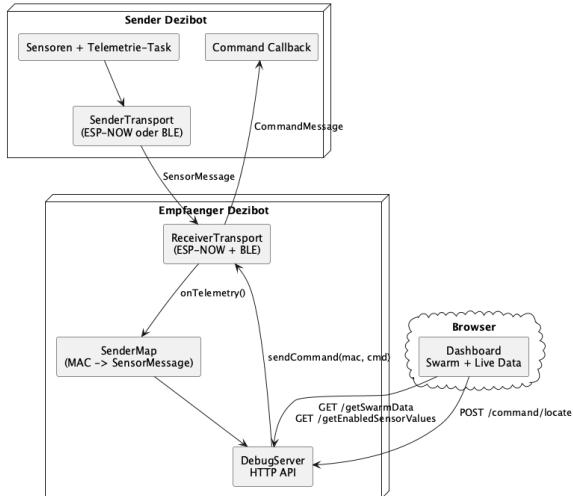 Sender Dezibot
Sensoren + Telemetrie-Task
Command Callback
SenderTransport
(ESP-NOW oder BLE)
CommandMessage
SensorMessage
Empfaenger Dezibot
ReceiverTransport
(ESP-NOW + BLE)
onTelemetry()
SenderMap
(MAC -> SensorMessage)
sendCommand(mac, cmd)
Browser
Dashboard
Swarm + Live Data
GET /getSwarmData
GET /getEnabledSensorValues
POST /command/locate
DebugServer
HTTP API